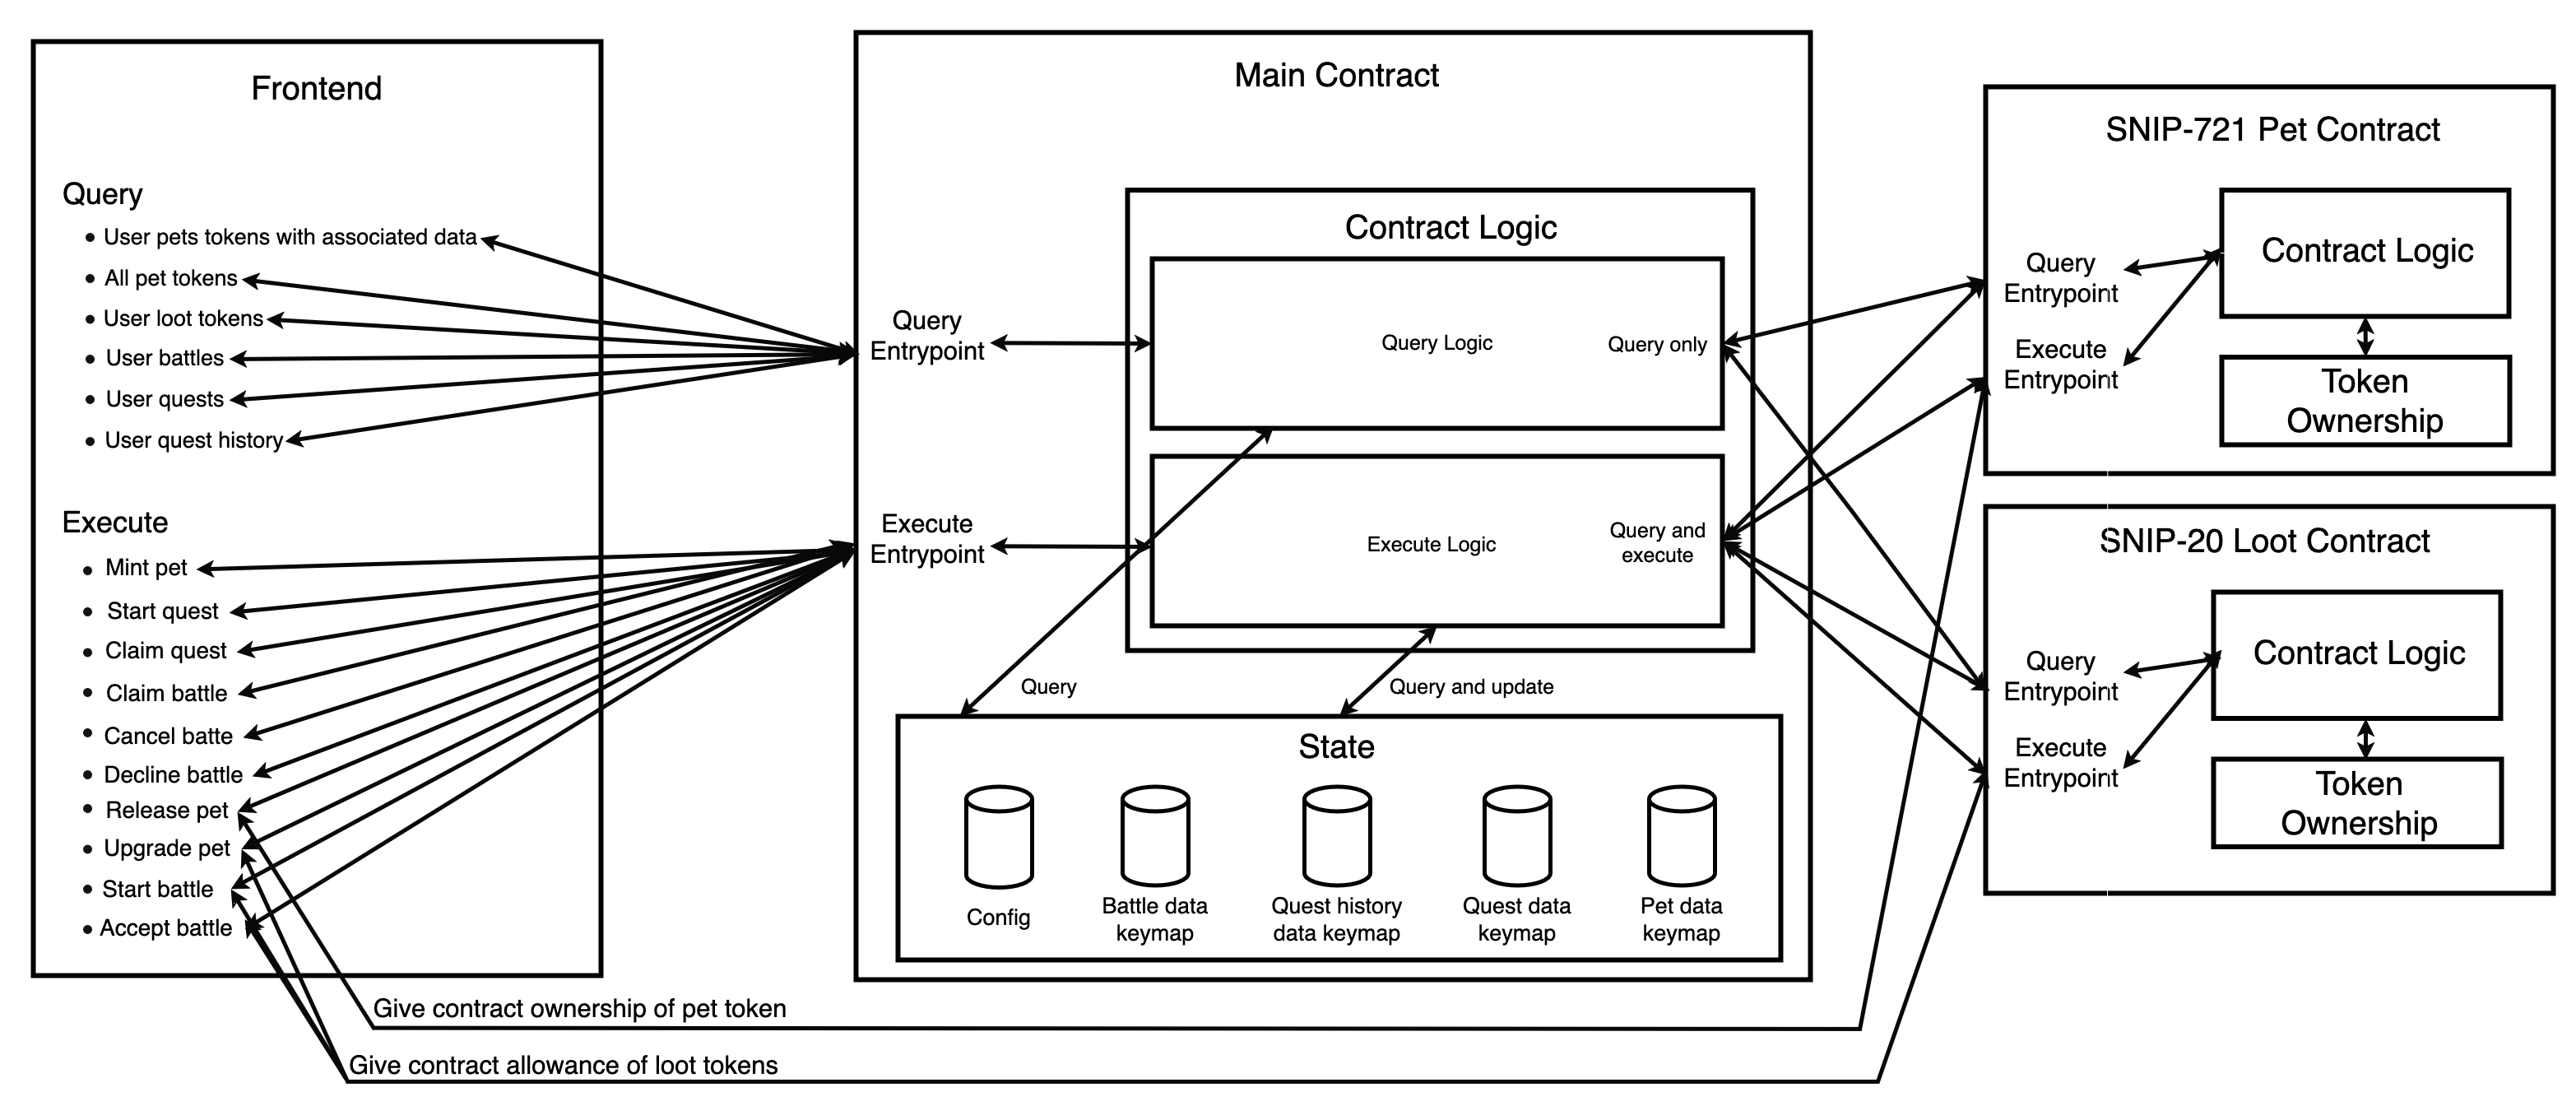 Frontend
Query
User pets tokens with associated data
All pet tokens
User loot tokens
User battles
User quests
User quest history
Execute
Mint pet
Start quest
Claim quest
Claim battle
Cancel batte
Decline battle
Release pet
Upgrade pet
Start battle
Accept battle
Give contract ownership of pet token
Give contract allowance of loot tokens
Main Contract
Query
Entrypoint
Execute
Entrypoint
Contract Logic
Query Logic
Query only
Execute Logic
Query and
execute
Query
Query and update
State
Config
Battle data
keymap
Quest history
data keymap
Quest data
keymap
Pet data
keymap
SNIP-721 Pet Contract
Query
Entrypoint
Execute
Entrypoint
Contract Logic
Token
Ownership
SNIP-20 Loot Contract
Query
Entrypoint
Execute
Entrypoint
Contract Logic
Token
Ownership